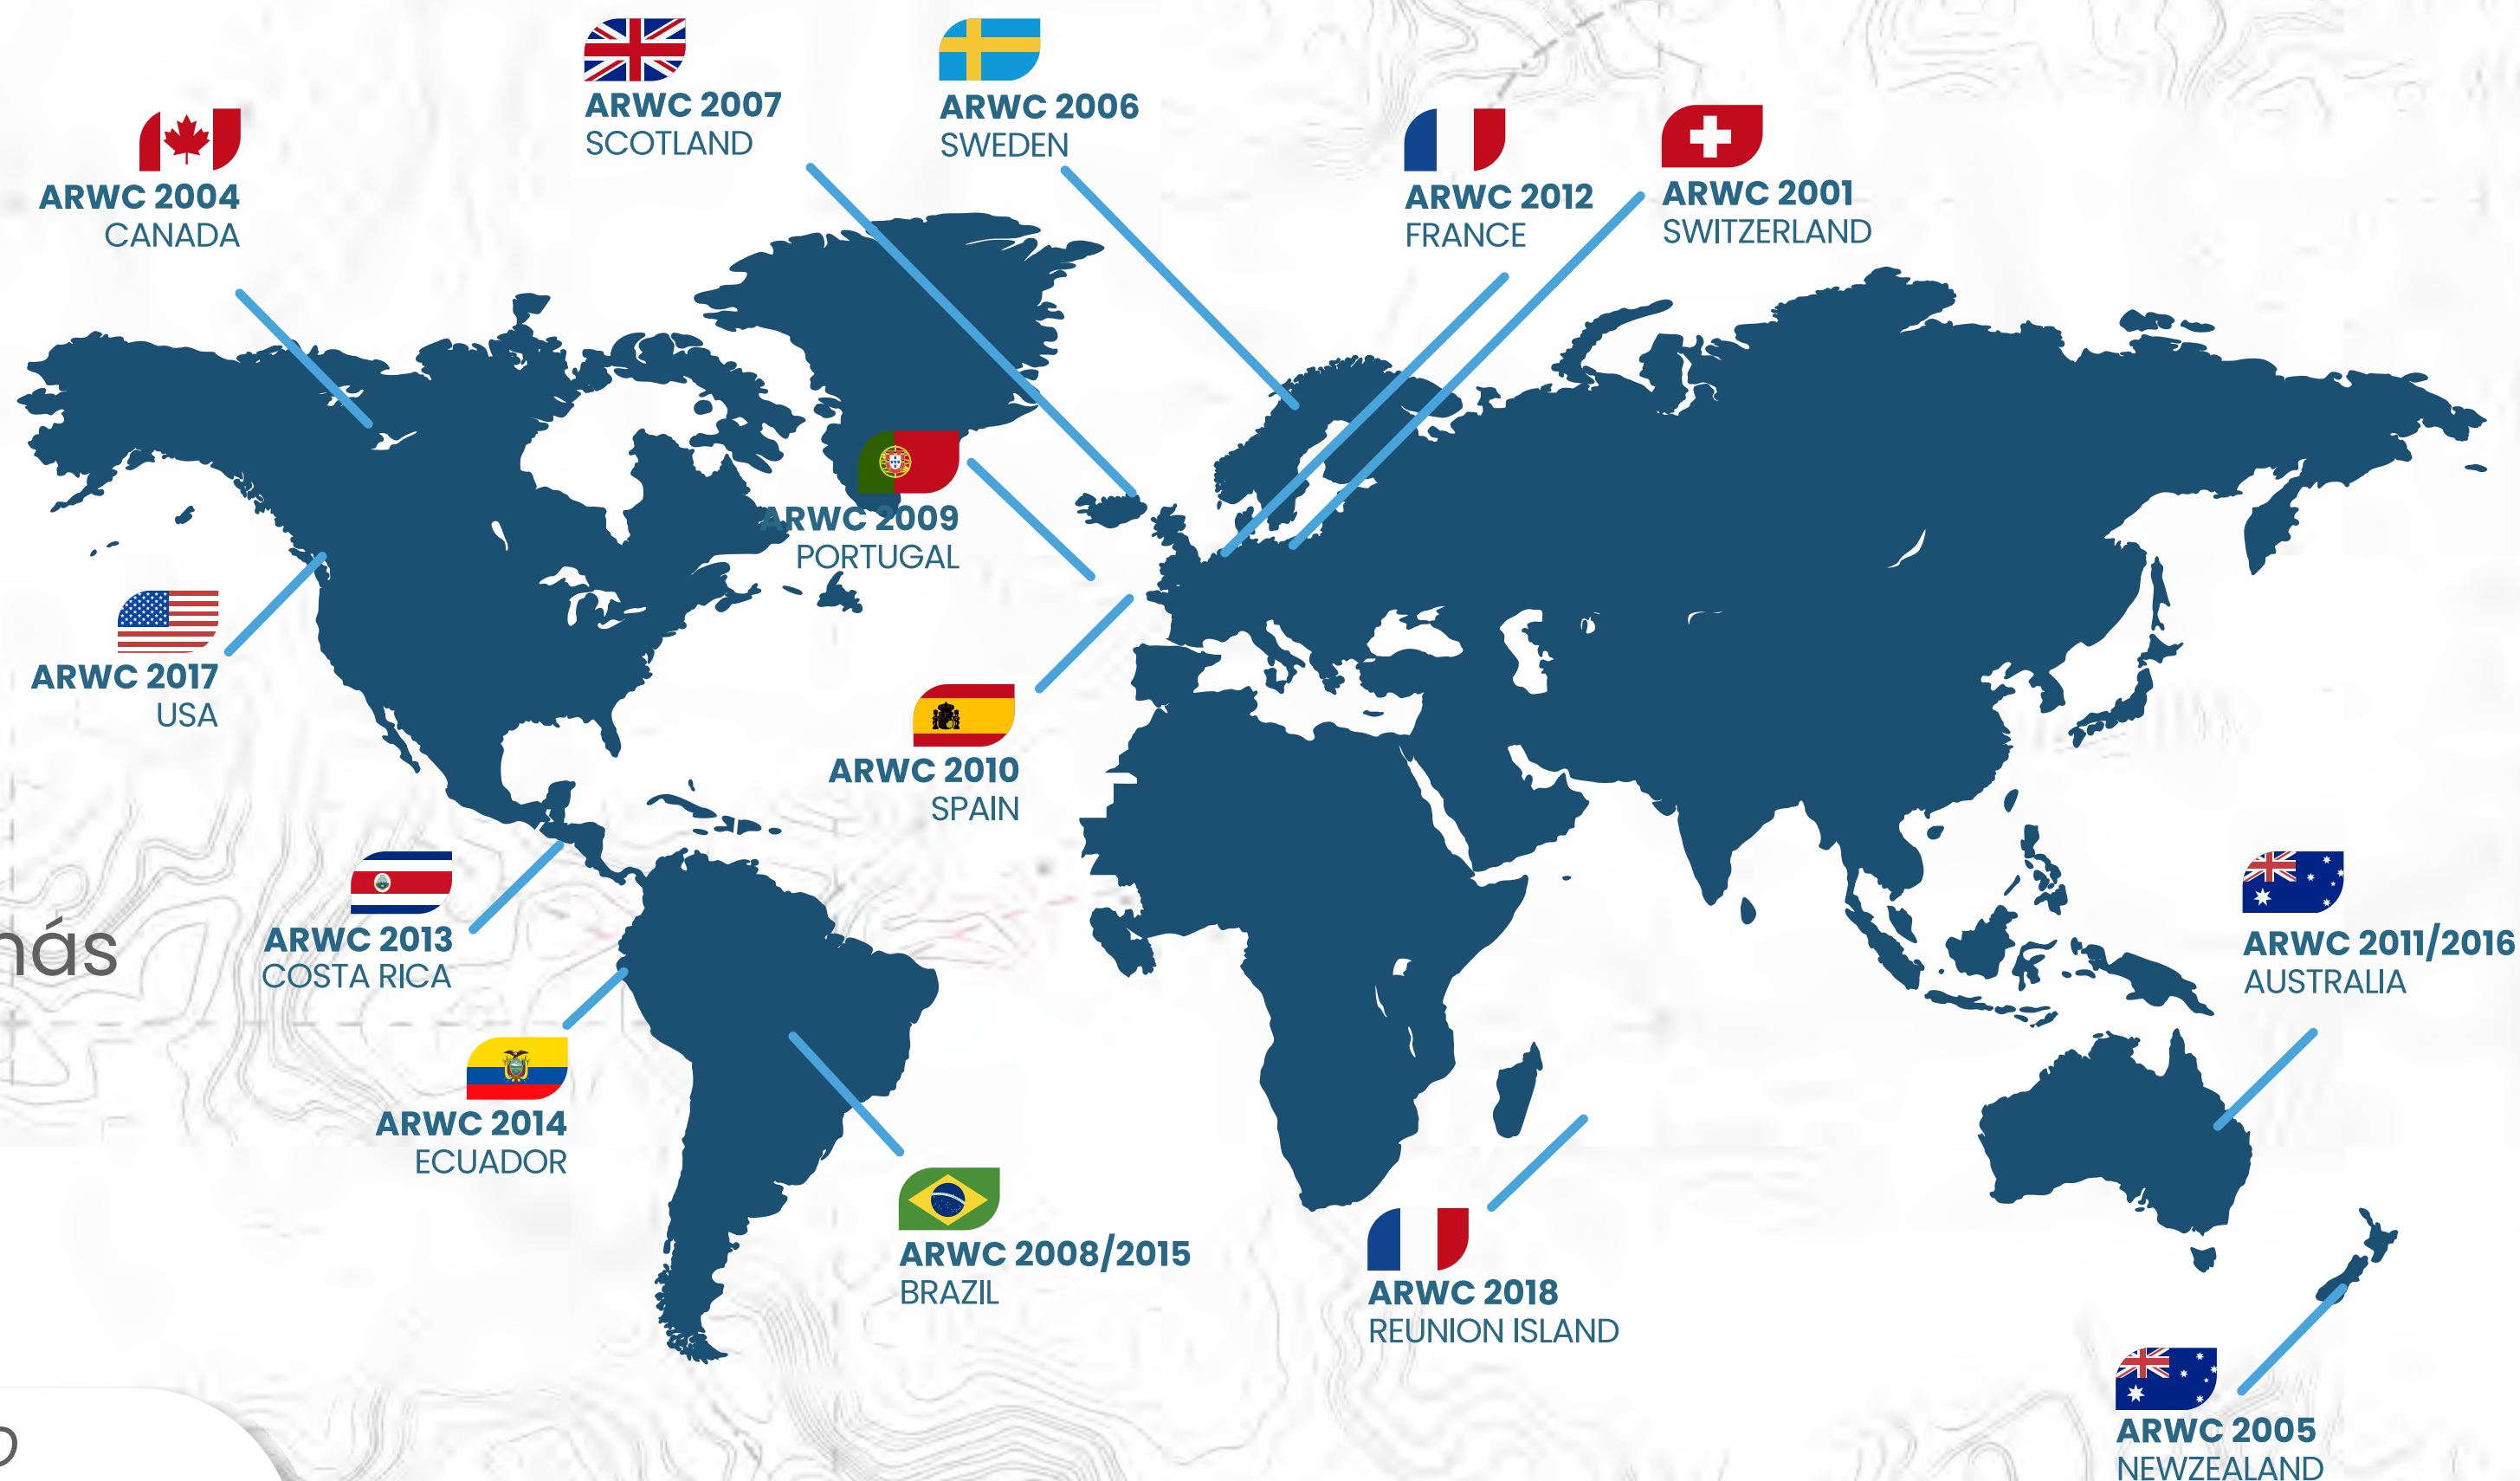 ARWC 2007
SCOTLAND
ARWC 2006
SWEDEN
ARWC 2004
CANADA
ARWC 2012
FRANCE
ARWC 2001
SWITZERLAND
ARWC 2009
PORTUGAL
ARWC 2017
USA
ARWC 2010
SPAIN
ARWC 2013
COSTA RICA
más
ARWC 2011/2016
AUSTRALIA
ARWC 2014
ECUADOR
ARWC 2008/2015
BRAZIL
ARWC 2018
REUNION ISLAND
ARWC 2005
NEWZEALAND